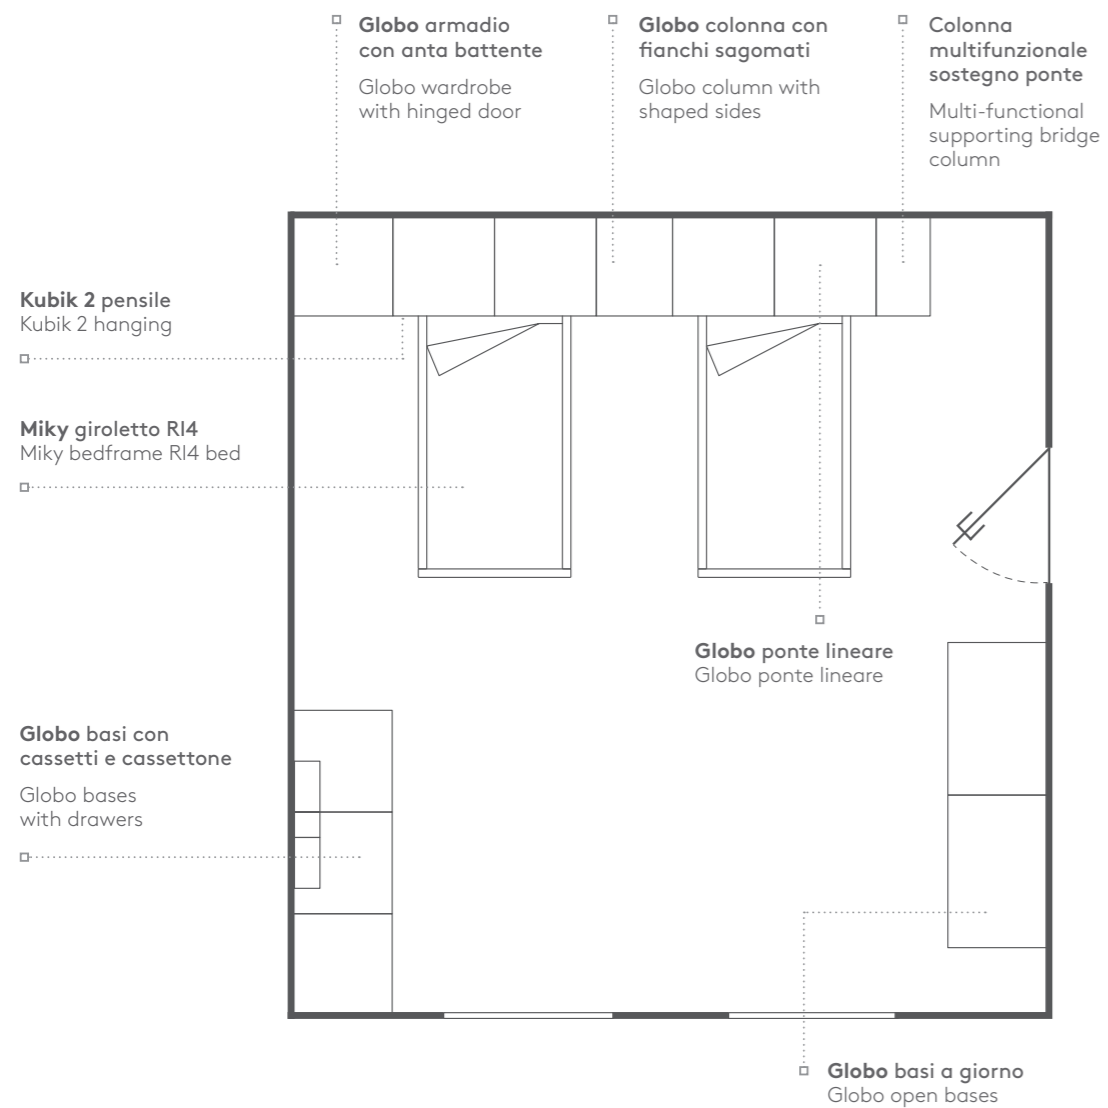 Globo armadio
con anta battente
Globo wardrobe
with hinged door
Globo colonna con
fianchi sagomati
Globo column with
shaped sides
Colonna
multifunzionale
sostegno ponte
Multi-functional
supporting bridge
column
Kubik 2 pensile
Kubik 2 hanging
Miky giroletto RI4
Miky bedframe RI4 bed
Globo ponte lineare
Globo ponte lineare
Globo basi con
cassetti e cassettone
Globo bases
with drawers
Globo basi a giorno
Globo open bases